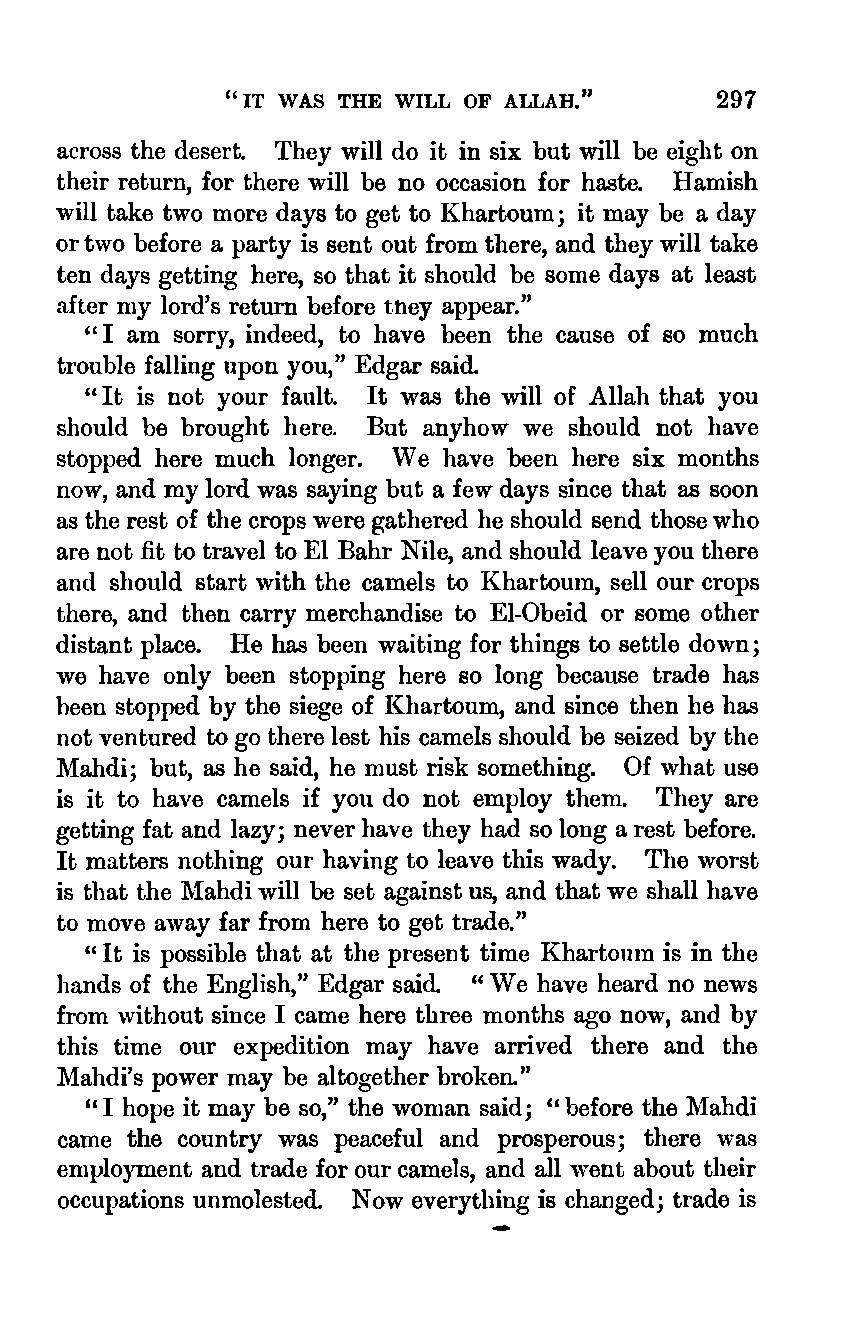 "IT WAS THE WILL OF ALLAH." 297
across the desert. They will do it in six but will be eight on
their return, for there will be no occasion for haste. Hamish
will take two more days to get to Khartoum; it may be a day
or two before a party is sent out from there, and they will take
ten days getting here, so that it should be some days at least
after my lord's return before they appear."
"I am sorry, indeed, to have been the cause of so much
trouble falling upon you," Edgar said.
"It is not your fault. It was the will of Allah that you
should be brought here. But anyhow we should not have
stopped here much longer. We have been here six months
now, and my lord was saying but a few days since that as soon
as the rest of the crops were gathered he should send those who
are not fit to travel to El Bahr Nile, and should leave you there
and should start with the camels to Khartoum, sell our crops
there, and then carry merchandise to El-Obeid or some other
distant place. He has been waiting for things to settle down;
we have only been stopping here so long because trade has
been stopped by the siege of Khartoum, and since then he has
not ventured to go there lest his camels should be seized by the
Mahdi; but, as he said, he must risk something. Of what use
is it to have camels if you do not employ them. They are
getting fat and lazy; never have they had so long a rest before.
It matters nothing our having to leave this wady. The worst
is that the Mahdi will be set against us, and that we shall have
to move away far from here to get trade."
"It is possible that at the present time Khartoum is in the
hands of the English," Edgar said. "We have heard no news
from without since I came here three months ago now, and by
this time our expedition may have arrived there and the
Mahdi's power may be altogether broken."
"I hope it may be so," the woman said; "before the Mahdi
came the country was peaceful and prosperous; there was
employment and trade for our camels, and all went about their
occupations unmolested. Now everything is changed; trade is